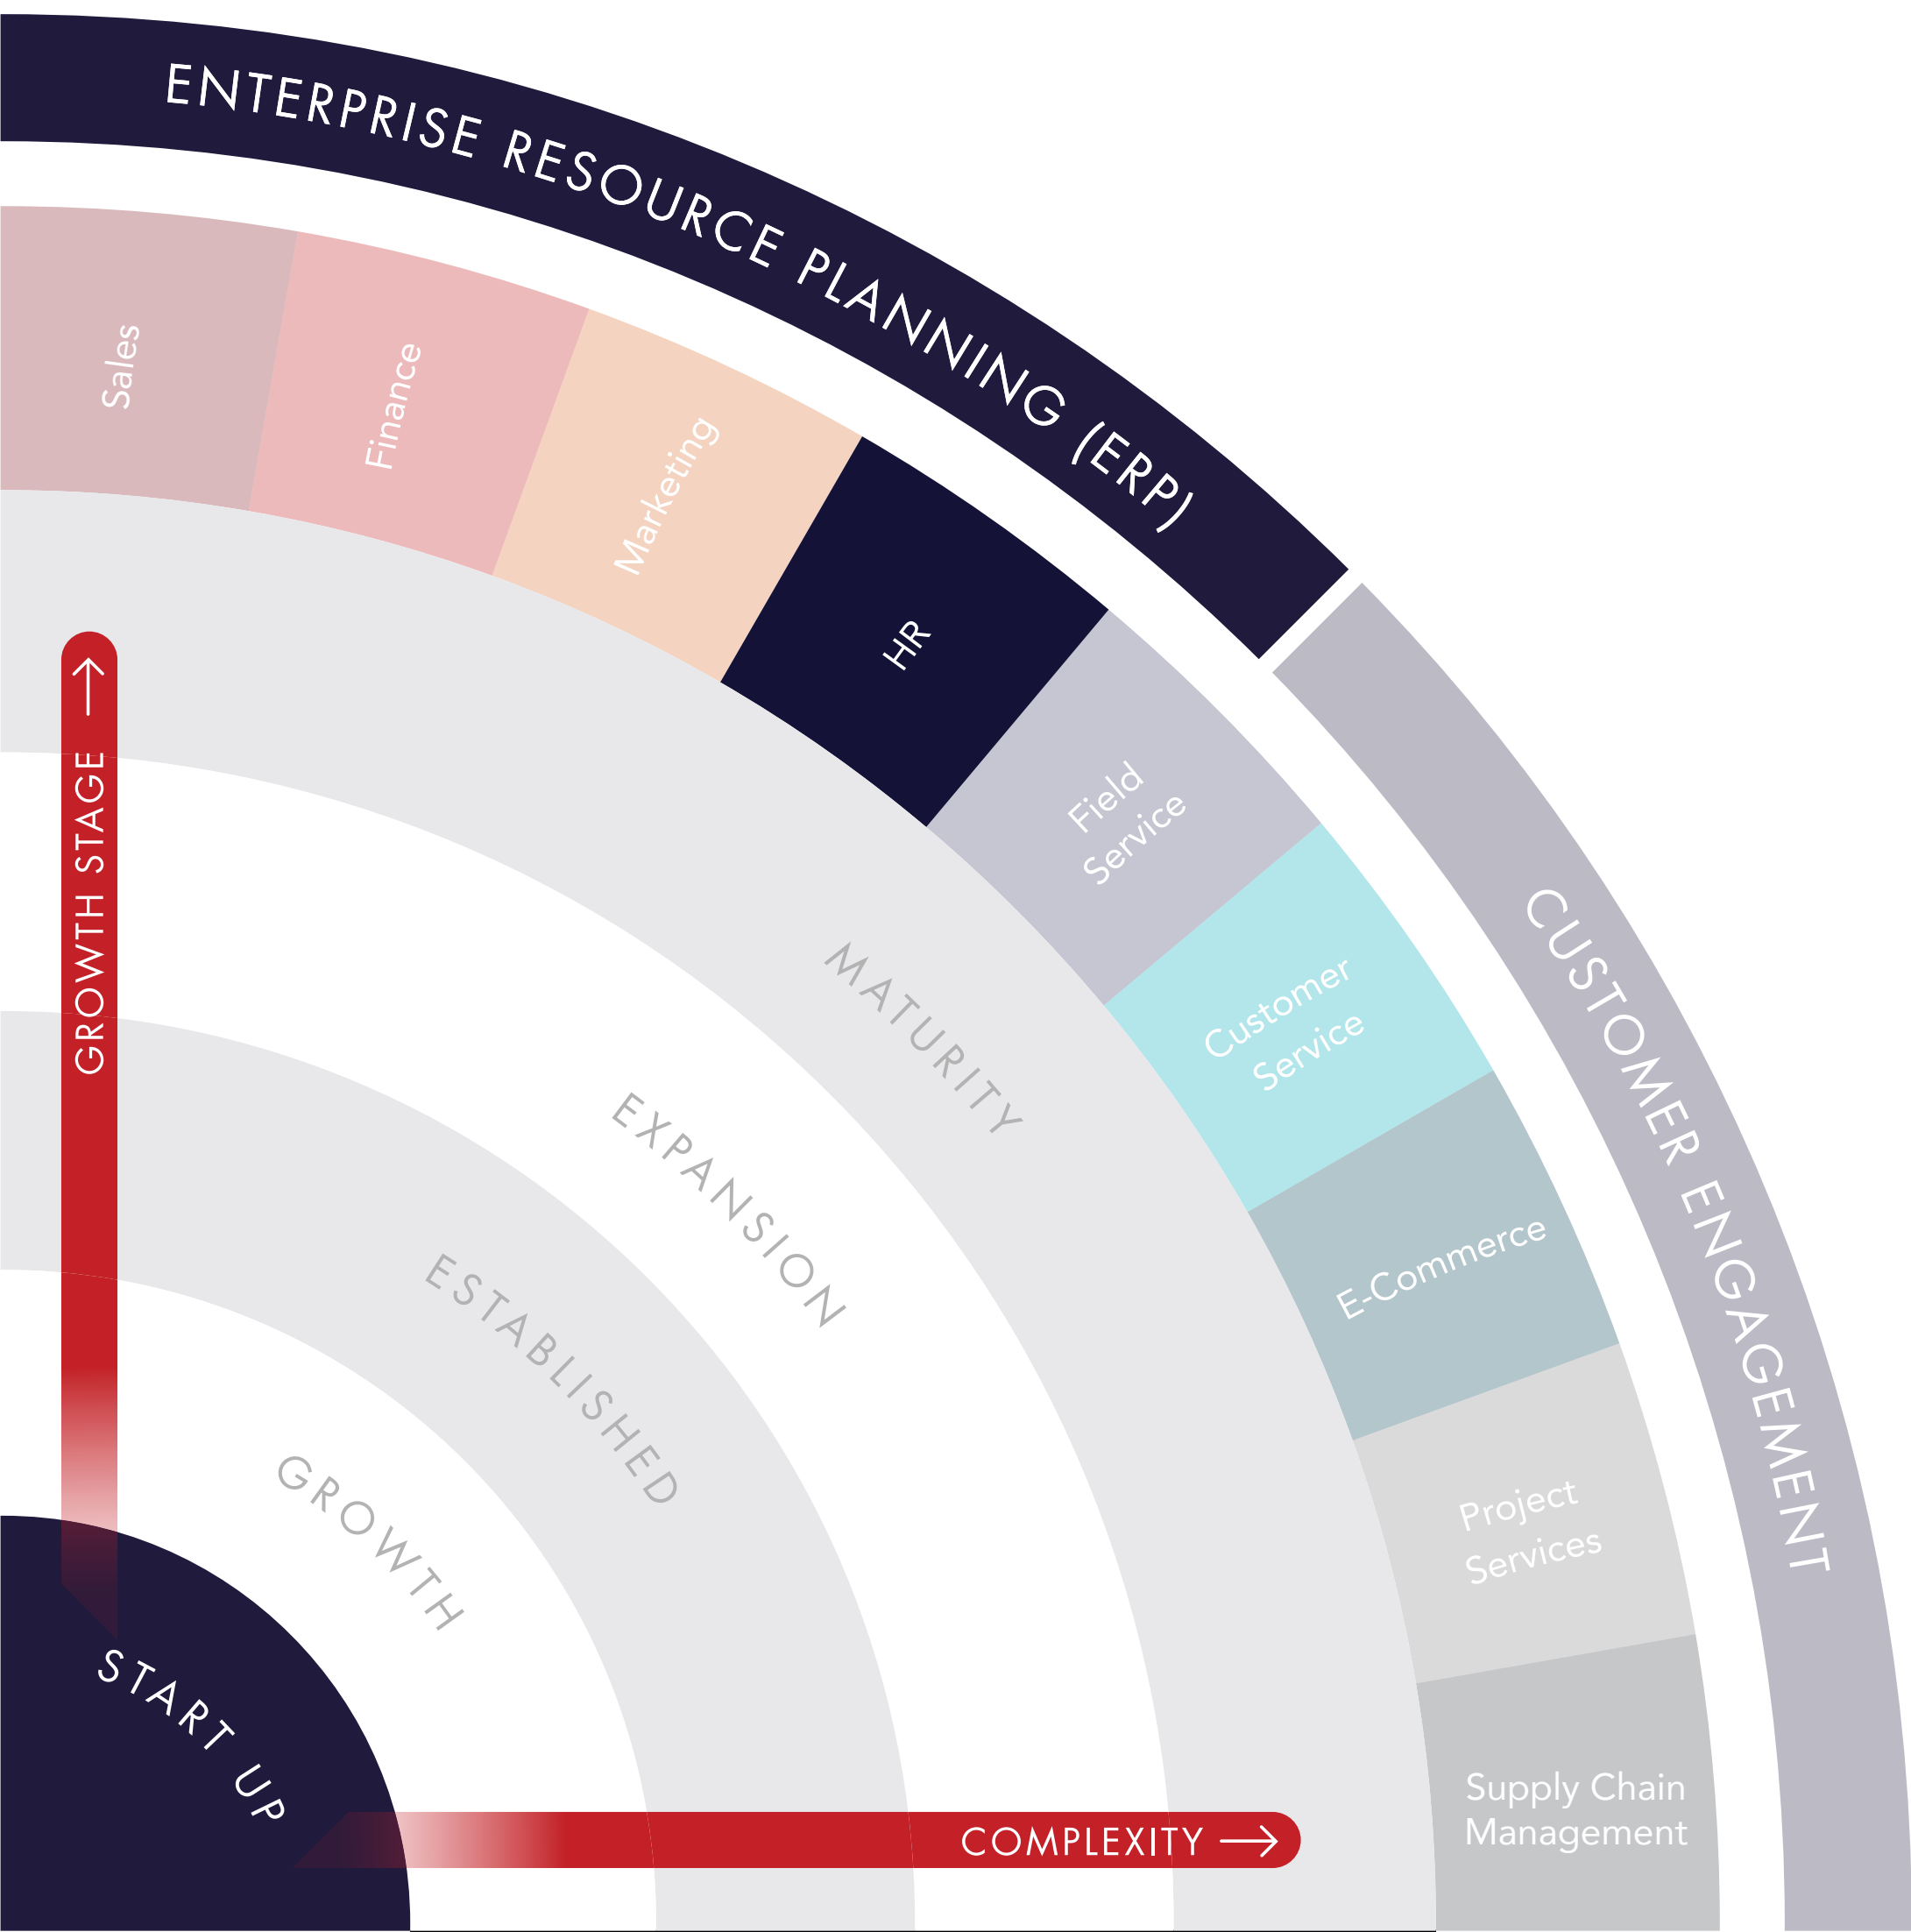 ENTERPRISE RESOURCE PLANNING (ERP)
CUSTOMER ENGAGEMENT
Sales
Finance
Marketing
HR
Field
Service
Customer
Service
E-Commerce
Project
Services
Supply Chain
Management
GROWTH STAGE
MATURITY
EXPANSION
ESTABLISHED
GROWTH
START UP
COMPLEXITY